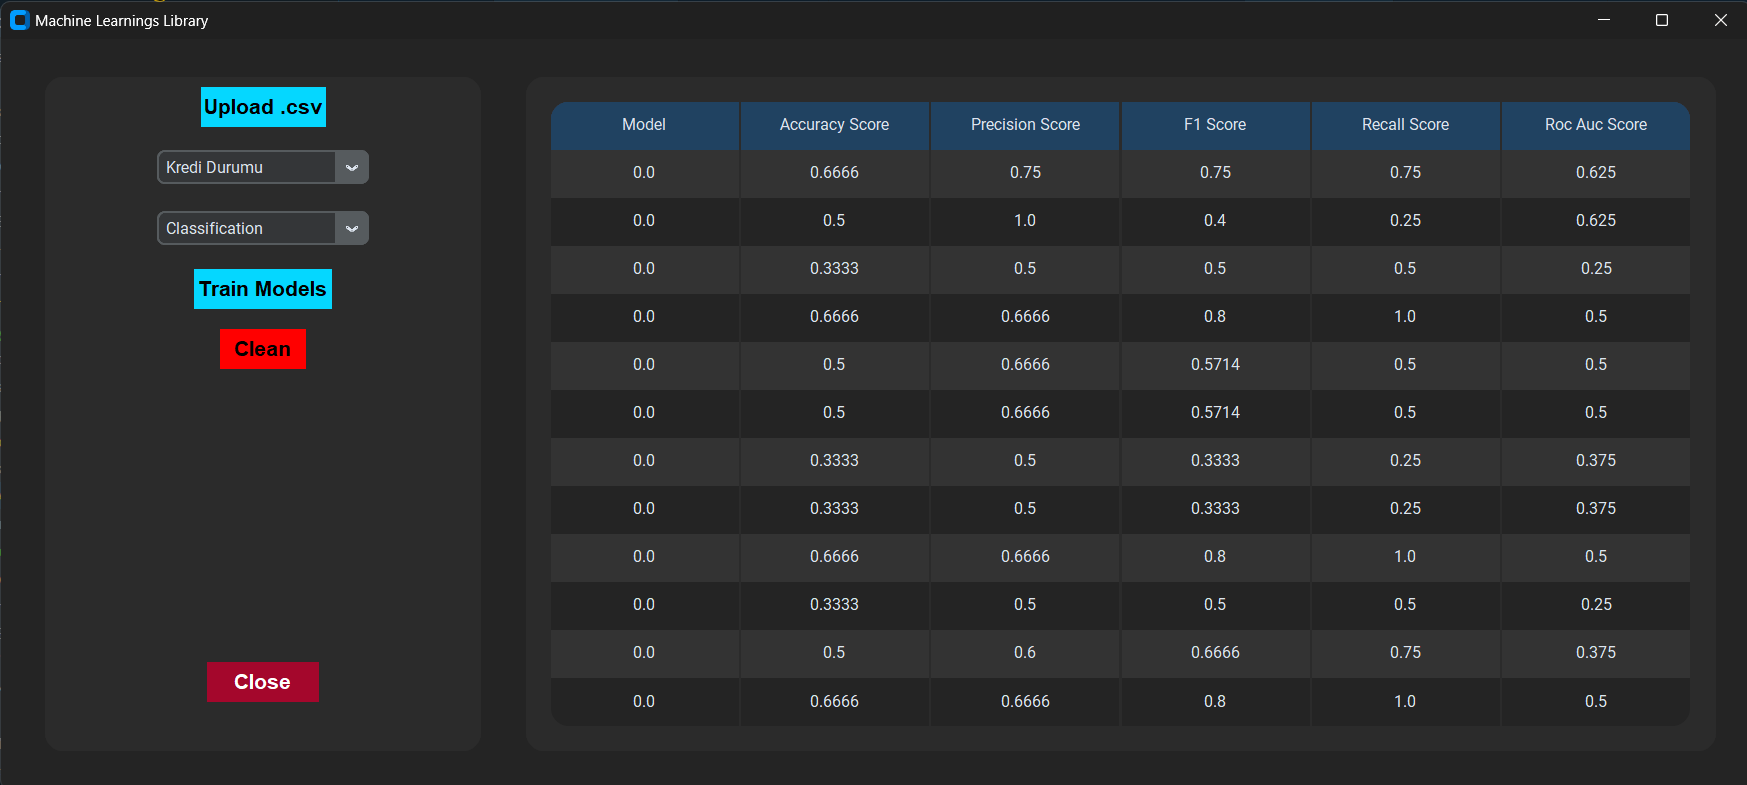 Machine Learnings Library
Upload .csv
Kredi Durumu
Classification
Train Models
Clean
Close
Model Accuracy Score Precision Score F1 Score Recall Score Roc Auc Score
0.0 0.6666 0.75 0.75 0.75 0.625
0.0 0.5 1.0 0.4 0.25 0.625
0.0 0.3333 0.5 0.5 0.5 0.25
0.0 0.6666 0.6666 0.8 1.0 0.5
0.0 0.5 0.6666 0.5714 0.5 0.5
0.0 0.5 0.6666 0.5714 0.5 0.5
0.0 0.3333 0.5 0.3333 0.25 0.375
0.0 0.3333 0.5 0.3333 0.25 0.375
0.0 0.6666 0.6666 0.8 1.0 0.5
0.0 0.3333 0.5 0.5 0.5 0.25
0.0 0.5 0.6 0.6666 0.75 0.375
0.0 0.6666 0.6666 0.8 1.0 0.5